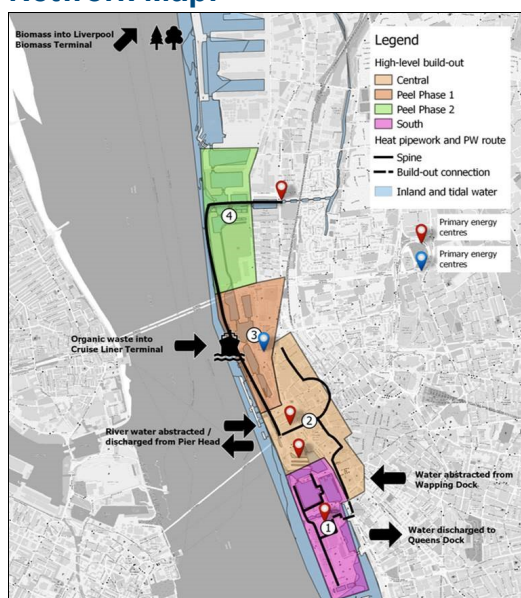 Network Map:
Biomass into Liverpool
Biomass Terminal
Legend
High-level build-out
Central
Peel Phase 1
Peel Phase 2
South
Heat pipework and PW route
Spine
Build-out connection
Inland and tidal water
Primary energy
centres
Primary energy
centres
4
Organic waste into
Cruise Liner Terminal
3
River water abstracted /
discharged from Pier Head
2
Water abstracted from
Wapping Dock
1
Water discharged to
Queens Dock